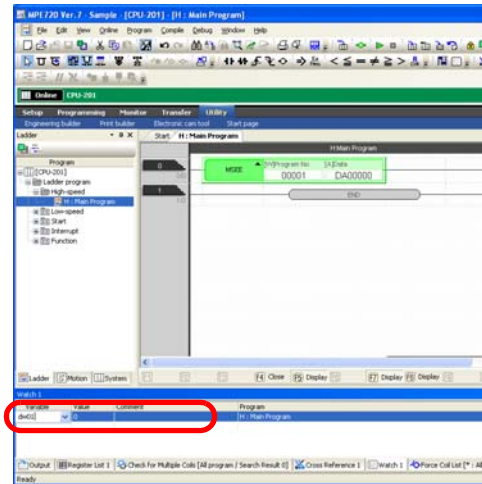 MPE720 Ver. 7 - Sample - [CPU-201] - [H : Main Program]
File Edit View Online Program Compile Debug Window Help
Online CPU-201
Setup Programming Monitor Transfer Utility
Engineering builder Print builder Electronic cam tool Start page
Ladder
Start H : Main Program
H:Main Program
Program
[CPU-201]
Ladder program
High-speed
H : Main Program
Low-speed
Start
Interrupt
Function
0
MSEE [W]Program No [A]Data
00001 DA00000
1
END
Ladder Motion System
F4 Close F5 Display F7 Display F8 Display
Watch 1
Variable Value Comment Program
dw01 0 H : Main Program
Output Register List 1 Check for Multiple Coils [All program / Search Result 0] Cross Reference 1 Watch 1 Force Coil List [* : All
Ready